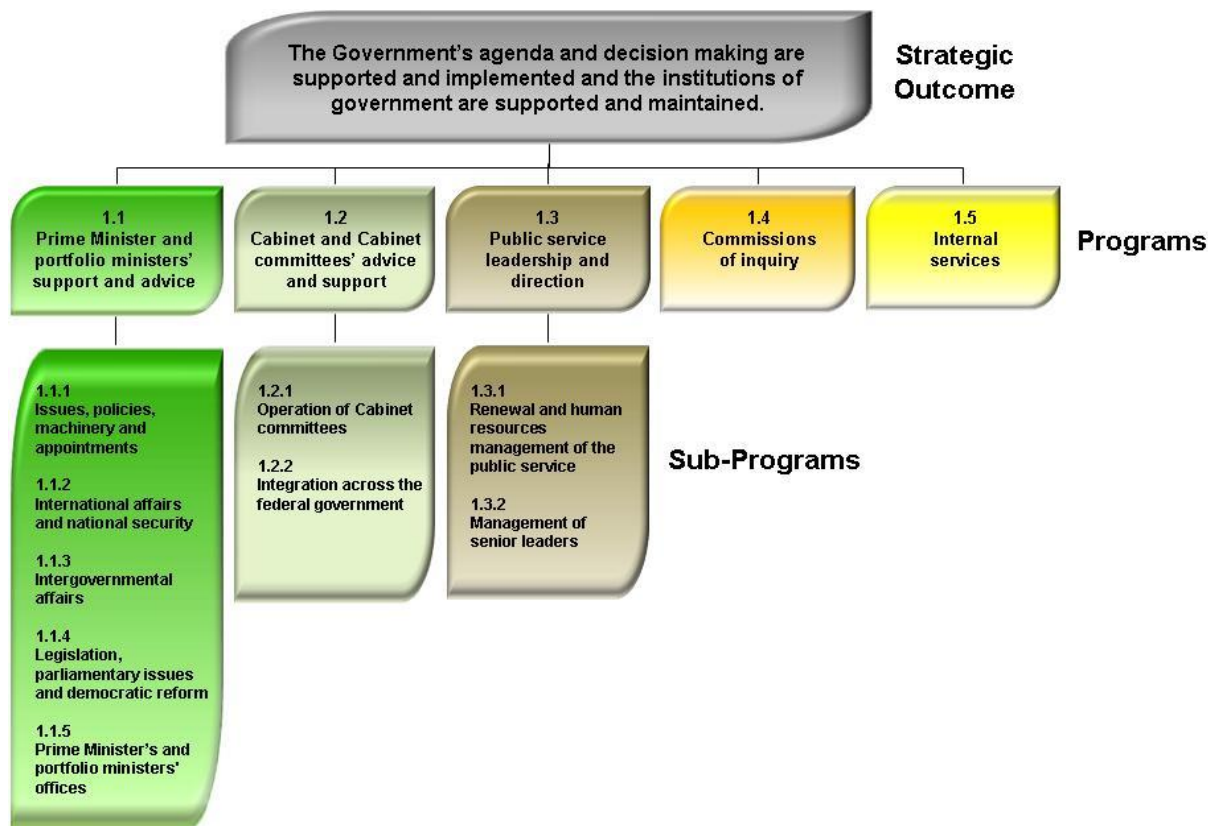 The Government's agenda and decision making are
supported and implemented and the institutions of
government are supported and maintained.
Strategic
Outcome
1.1
Prime Minister and
portfolio ministers'
support and advice
1.2
Cabinet and Cabinet
committees' advice
and support
1.3
Public service
leadership and
direction
1.4
Commissions
of inquiry
1.5
Internal
services
Programs
1.1.1
Issues, policies,
machinery and
appointments
1.1.2
International affairs
and national security
1.1.3
Intergovernmental
affairs
1.1.4
Legislation,
parliamentary issues
and democratic reform
1.1.5
Prime Minister's and
portfolio ministers'
offices
1.2.1
Operation of Cabinet
committees
1.2.2
Integration across the
federal government
1.3.1
Renewal and human
resources
management of the
public service
1.3.2
Management of
senior leaders
Sub-Programs